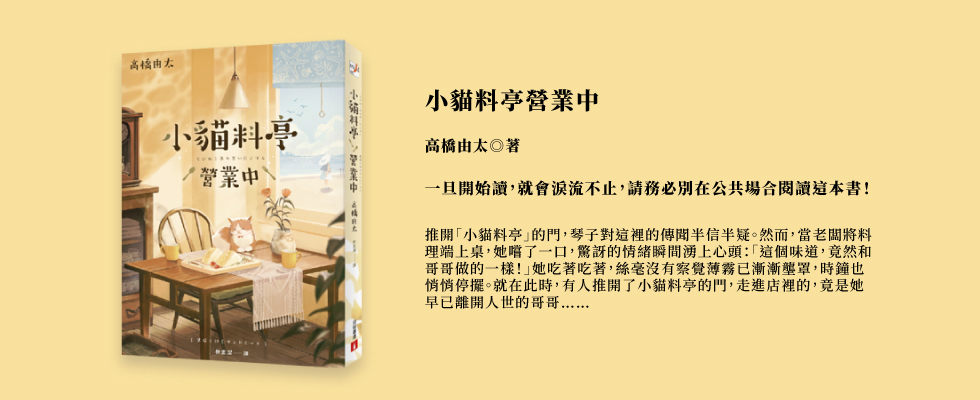 高橋由太
小貓料亭
營業中
小貓料亭
營業中
高橋由太
小貓料亭營業中
高橋由太◎著
一旦開始讀，就會淚流不止，請務必別在公共場合閱讀這本書！
推開「小貓料亭」的門，琴子對這裡的傳聞半信半疑。然而，當老闆將料
理端上桌，她嚐了一口，驚訝的情緒瞬間湧上心頭：「這個味道，竟然和
哥哥做的一樣！」她吃著吃著，絲毫沒有察覺薄霧已漸漸壟罩，時鐘也
悄悄停擺。就在此時，有人推開了小貓料亭的門，走進店裡的，竟是她
早已離開人世的哥哥……